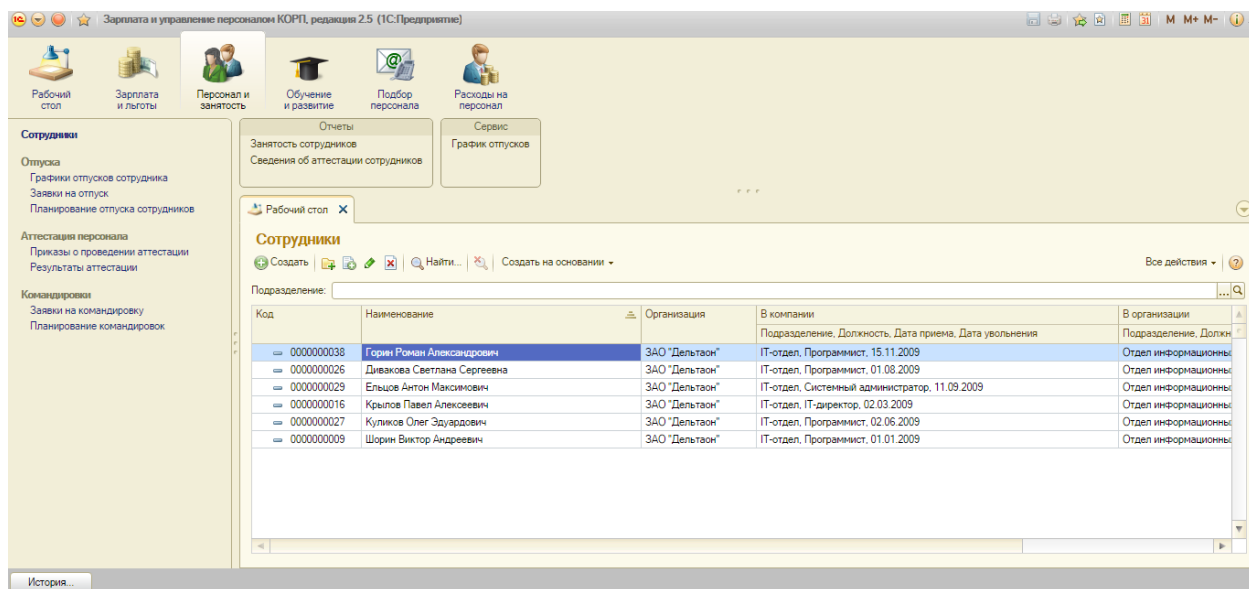 Зарплата и управление персоналом КОРП, редакция 2.5 (1С:Предприятие)
M M+ M-
Рабочий стол
Зарплата и льготы
Персонал и занятость
Обучение и развитие
Подбор персонала
Расходы на персонал
Сотрудники
Отпуска
Графики отпусков сотрудника
Заявки на отпуск
Планирование отпуска сотрудников
Аттестация персонала
Приказы о проведении аттестации
Результаты аттестации
Командировки
Заявки на командировку
Планирование командировок
Отчеты
Занятость сотрудников
Сведения об аттестации сотрудников
Сервис
График отпусков
Рабочий стол
Сотрудники
Создать Найти... Создать на основании Все действия
Подразделение:
Код Наименование Организация В компании В организации
Подразделение, Должность, Дата приема, Дата увольнения Подразделение, Должн
0000000038 Горин Роман Александрович ЗАО "Дельтаон" IT-отдел, Программист, 15.11.2009 Отдел информационны
0000000026 Дивакова Светлана Сергеевна ЗАО "Дельтаон" IT-отдел, Программист, 01.08.2009 Отдел информационны
0000000029 Ельцов Антон Максимович ЗАО "Дельтаон" IT-отдел, Системный администратор, 11.09.2009 Отдел информационны
0000000016 Крылов Павел Алексеевич ЗАО "Дельтаон" IT-отдел, IT-директор, 02.03.2009 Отдел информационны
0000000027 Куликов Олег Эдуардович ЗАО "Дельтаон" IT-отдел, Программист, 02.06.2009 Отдел информационны
0000000009 Шорин Виктор Андреевич ЗАО "Дельтаон" IT-отдел, Программист, 01.01.2009 Отдел информационны
История...